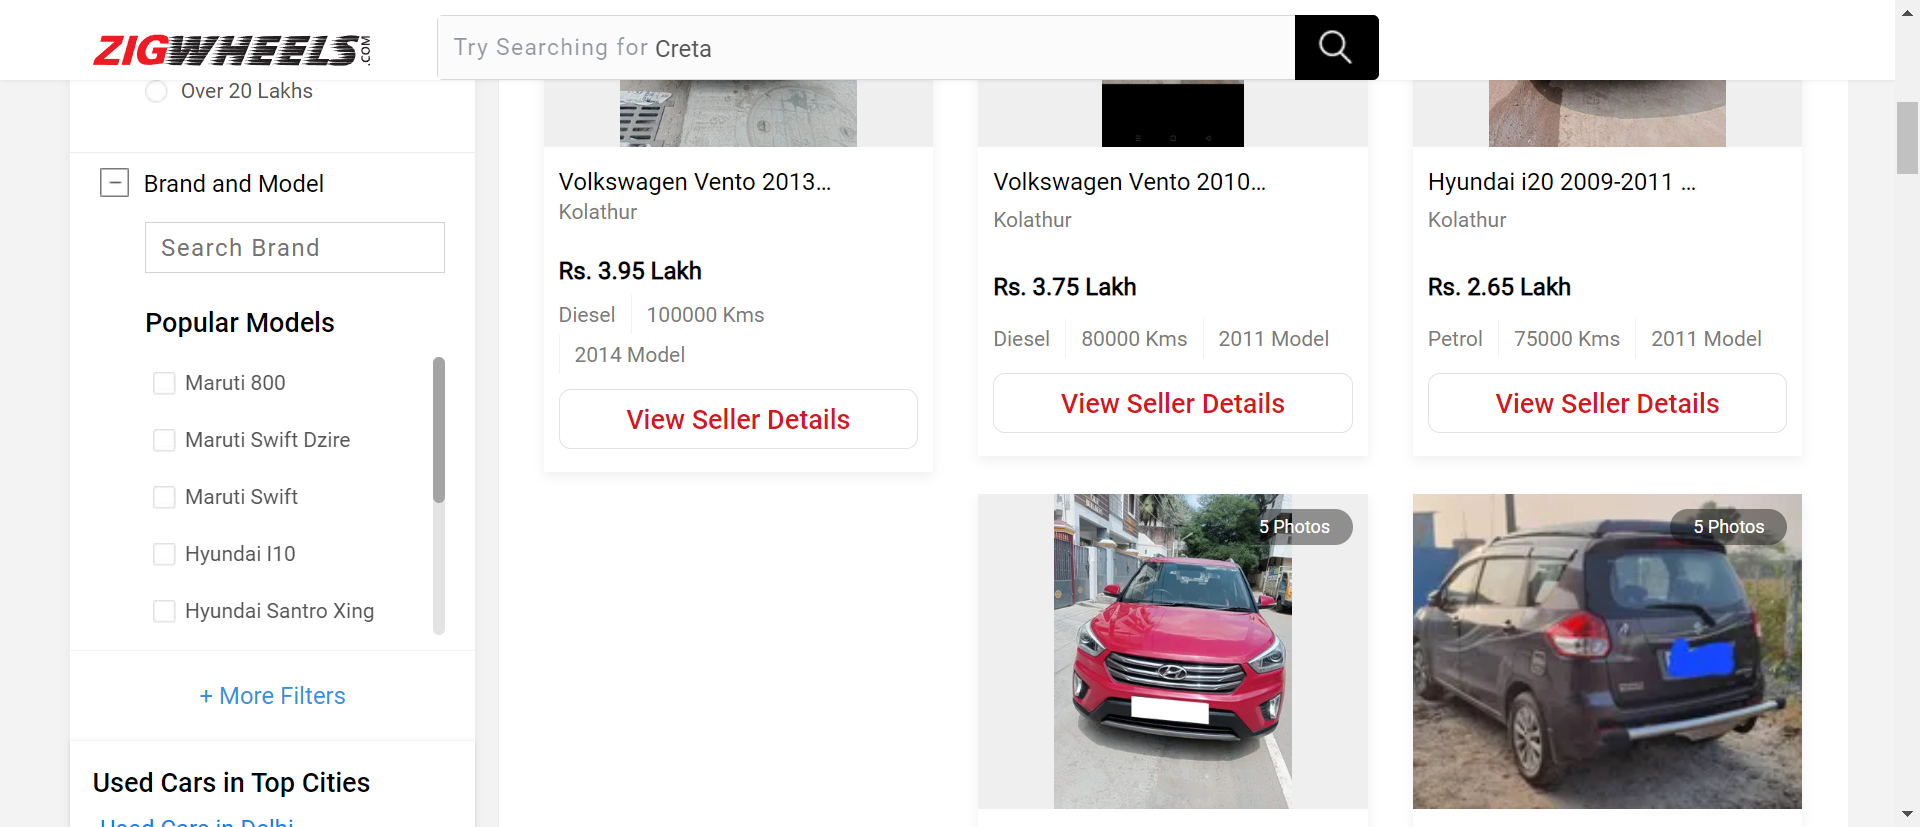 ZIGWHEELS.COM
Try Searching for Creta
Over 20 Lakhs
Brand and Model
Search Brand
Popular Models
Maruti 800
Maruti Swift Dzire
Maruti Swift
Hyundai I10
Hyundai Santro Xing
+ More Filters
Used Cars in Top Cities
Used Cars in Delhi
Volkswagen Vento 2013...
Kolathur
Rs. 3.95 Lakh
Diesel
100000 Kms
2014 Model
View Seller Details
Volkswagen Vento 2010...
Kolathur
Rs. 3.75 Lakh
Diesel
80000 Kms
2011 Model
View Seller Details
Hyundai i20 2009-2011 ...
Kolathur
Rs. 2.65 Lakh
Petrol
75000 Kms
2011 Model
View Seller Details
5 Photos
5 Photos